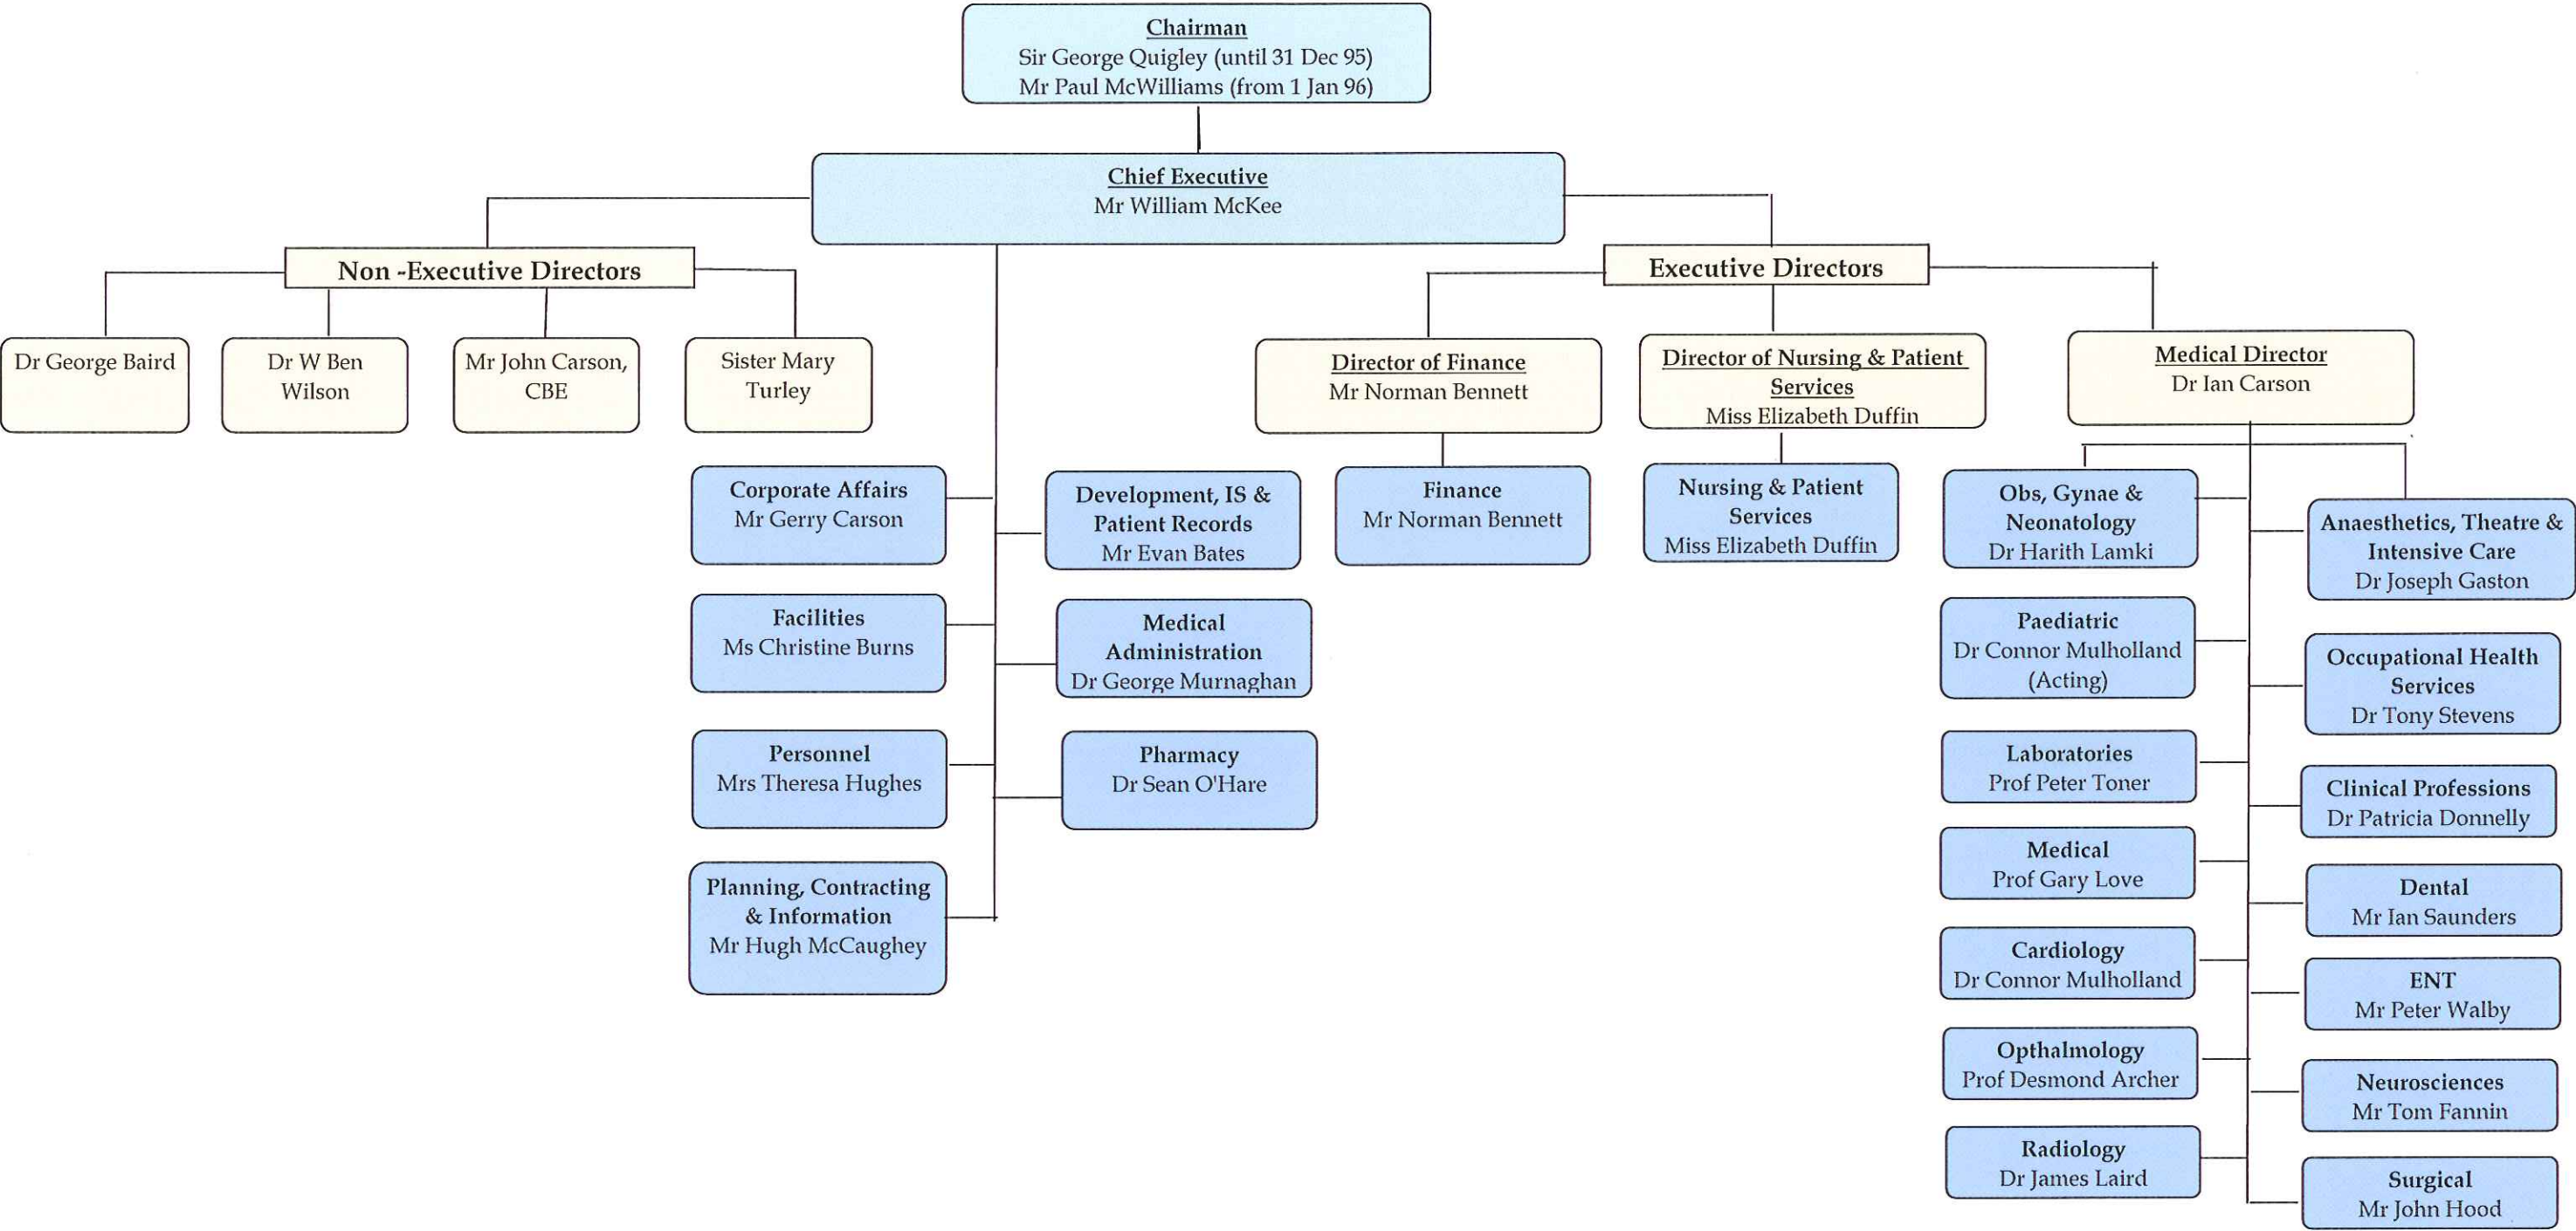 Chairman
Sir George Quigley (until 31 Dec 95)
Mr Paul McWilliams (from 1 Jan 96)
Chief Executive
Mr William McKee
Non -Executive Directors
Executive Directors
Dr George Baird
Dr W Ben
Wilson
Mr John Carson,
CBE
Sister Mary
Turley
Director of Finance
Mr Norman Bennett
Director of Nursing & Patient
Services
Miss Elizabeth Duffin
Medical Director
Dr Ian Carson
Corporate Affairs
Mr Gerry Carson
Development, IS &
Patient Records
Mr Evan Bates
Facilities
Ms Christine Burns
Medical
Administration
Dr George Murnaghan
Personnel
Mrs Theresa Hughes
Pharmacy
Dr Sean O'Hare
Planning, Contracting
& Information
Mr Hugh McCaughey
Finance
Mr Norman Bennett
Nursing & Patient
Services
Miss Elizabeth Duffin
Obs, Gynae &
Neonatology
Dr Harith Lamki
Anaesthetics, Theatre &
Intensive Care
Dr Joseph Gaston
Paediatric
Dr Connor Mulholland
(Acting)
Occupational Health
Services
Dr Tony Stevens
Laboratories
Prof Peter Toner
Clinical Professions
Dr Patricia Donnelly
Medical
Prof Gary Love
Dental
Mr Ian Saunders
Cardiology
Dr Connor Mulholland
ENT
Mr Peter Walby
Opthalmology
Prof Desmond Archer
Neurosciences
Mr Tom Fannin
Radiology
Dr James Laird
Surgical
Mr John Hood